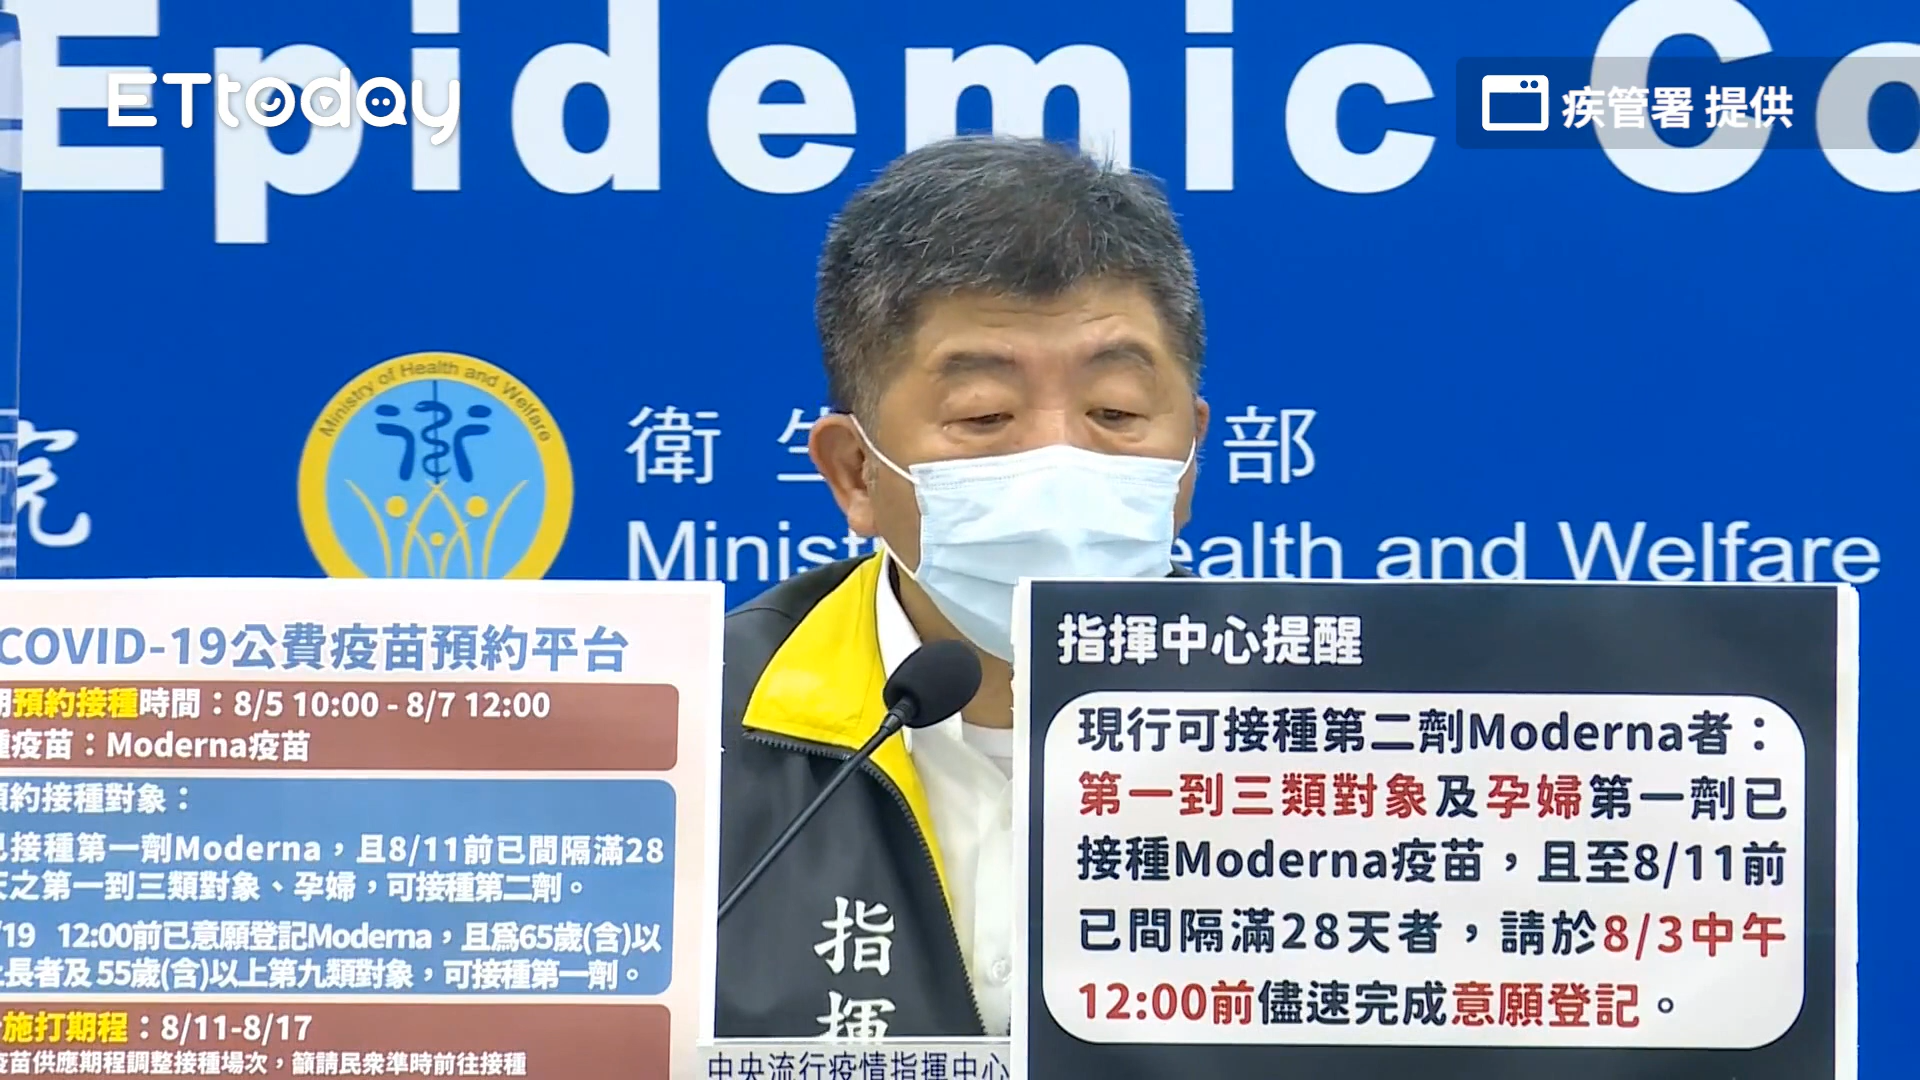 Epidemic Co
ETtoday
疾管署 提供
Ministry of Health and Welfare
院
衛 生 部
Minist ealth and Welfare
COVID-19公費疫苗預約平台
期預約接種時間：8/5 10:00 - 8/7 12:00
種疫苗：Moderna疫苗
預約接種對象：
已接種第一劑Moderna，且8/11前已間隔滿28
天之第一到三類對象、孕婦，可接種第二劑。
/19 12:00前已意願登記Moderna，且為65歲(含)以
上長者及 55歲(含)以上第九類對象，可接種第一劑。
施打期程：8/11-8/17
疫苗供應期程調整接種場次，籲請民眾準時前往接種
指揮
中央流行疫情指揮中心
指揮中心提醒
現行可接種第二劑Moderna者：
第一到三類對象及孕婦第一劑已
接種Moderna疫苗，且至8/11前
已間隔滿28天者，請於8/3中午
12:00前儘速完成意願登記。